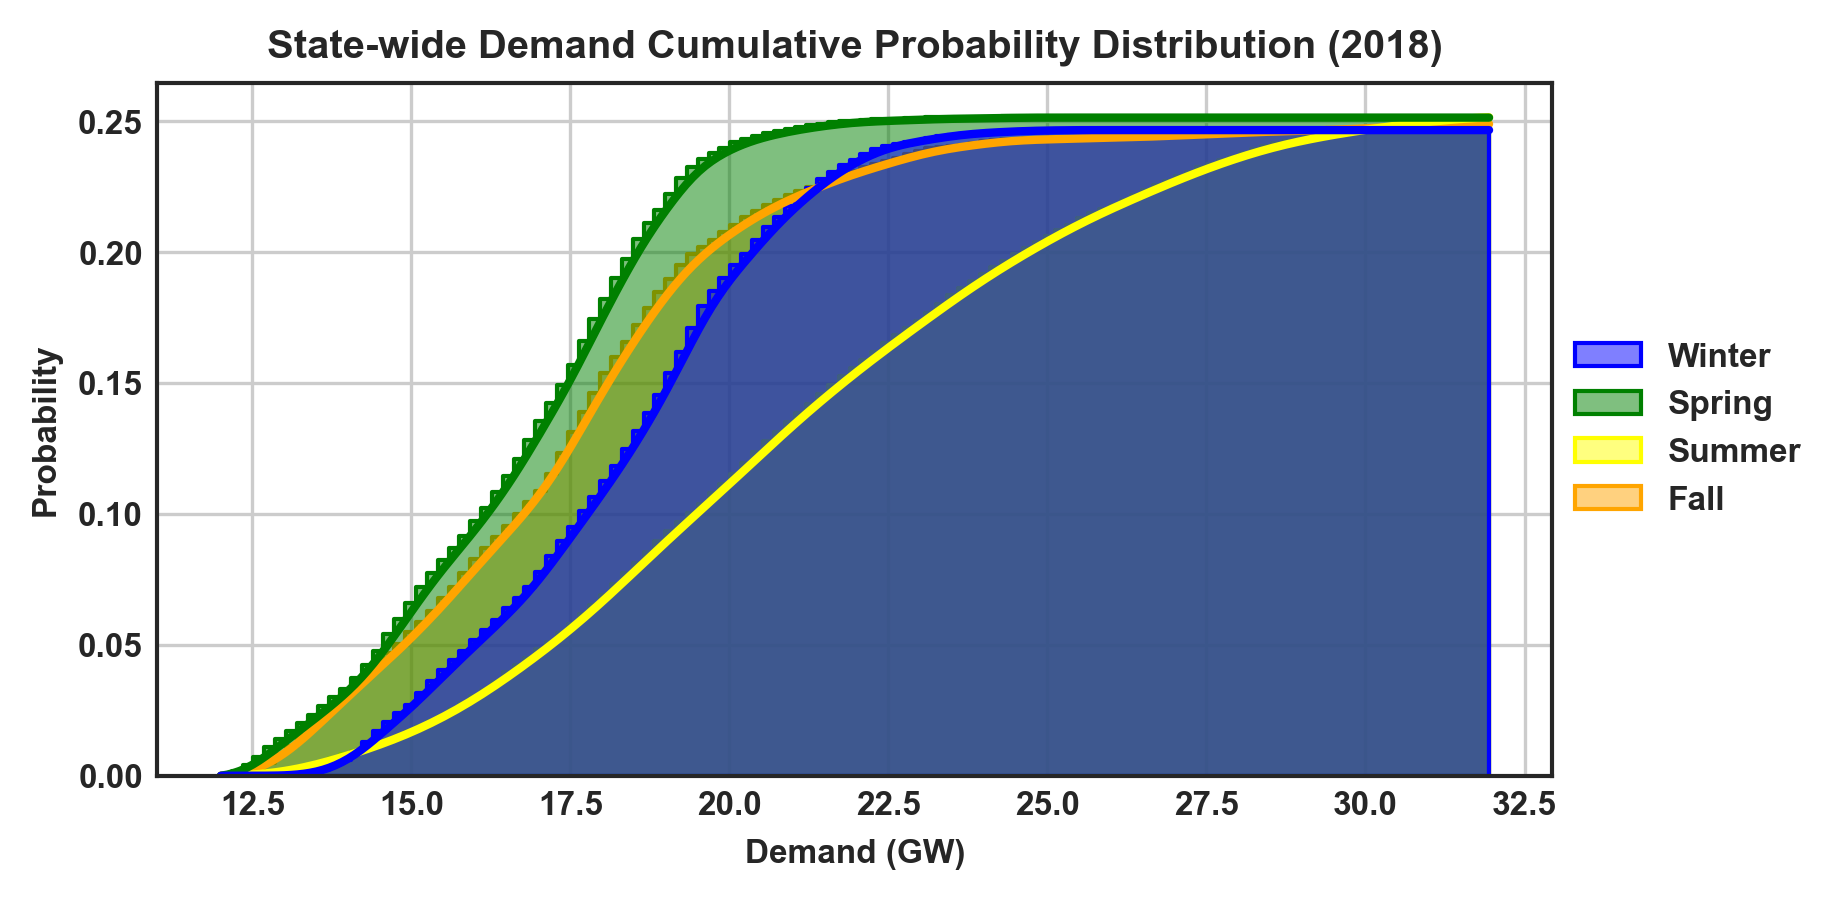 State-wide Demand Cumulative Probability Distribution (2018)
0.25
0.20
0.15
0.10
0.05
0.00
Probability
12.5 15.0 17.5 20.0 22.5 25.0 27.5 30.0 32.5
Demand (GW)
Winter
Spring
Summer
Fall